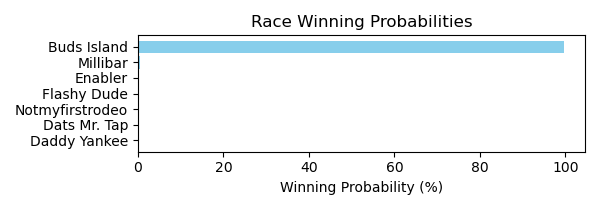 Race Winning Probabilities
Buds Island
Millibar
Enabler
Flashy Dude
Notmyfirstrodeo
Dats Mr. Tap
Daddy Yankee
0 20 40 60 80 100
Winning Probability (%)